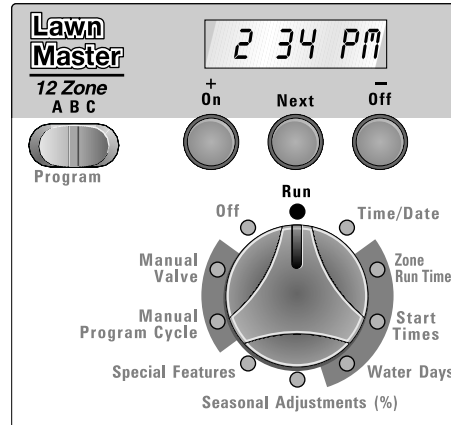 Lawn
Master
12 Zone
A B C
Program
2 34 PM
+
On
Next
−
Off
Run
Off
Time/Date
Manual
Valve
Zone
Run Time
Manual
Program Cycle
Start
Times
Special Features
Water Days
Seasonal Adjustments (%)